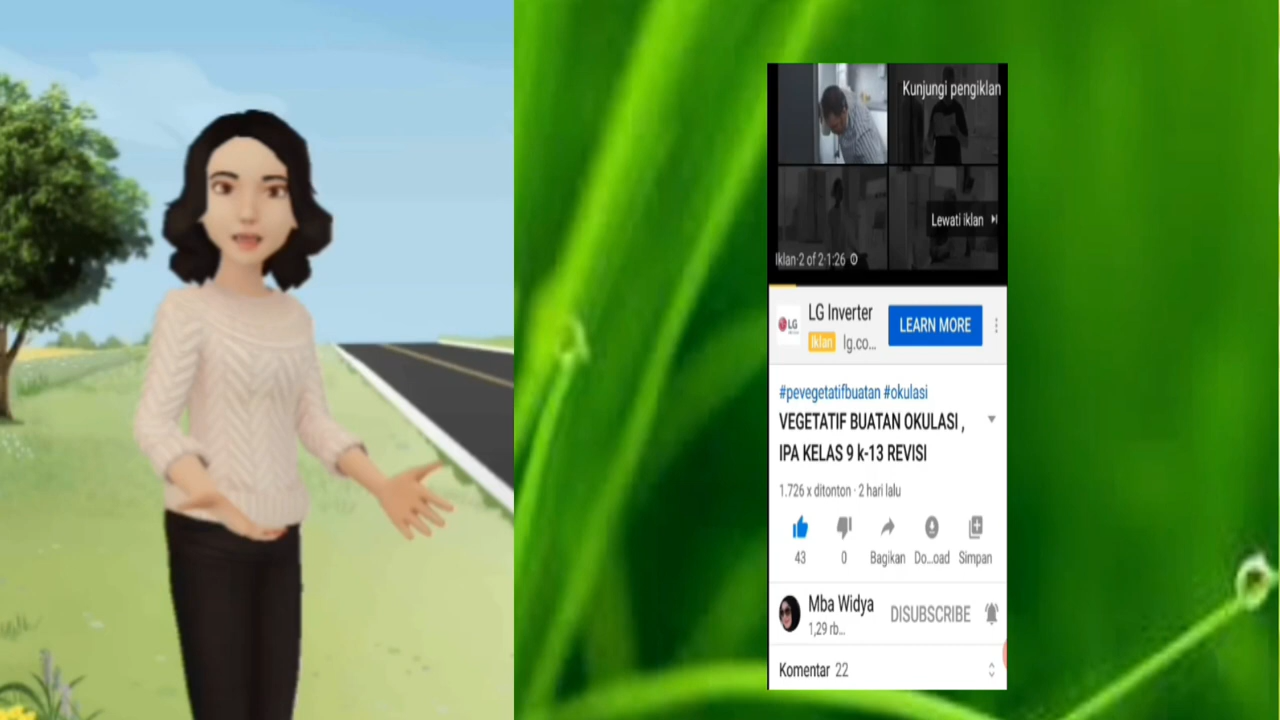 Kunjungi pengiklan
Lewati iklan
Iklan 2 of 2·1:26
LG
LG Inverter
LEARN MORE
Iklan lg.co...
#pevegetatifbuatan #okulasi
VEGETATIF BUATAN OKULASI ,
IPA KELAS 9 k-13 REVISI
1.726 x ditonton · 2 hari lalu
43 0 Bagikan Do...oad Simpan
Mba Widya
DISUBSCRIBE
1,29 rb...
Komentar 22